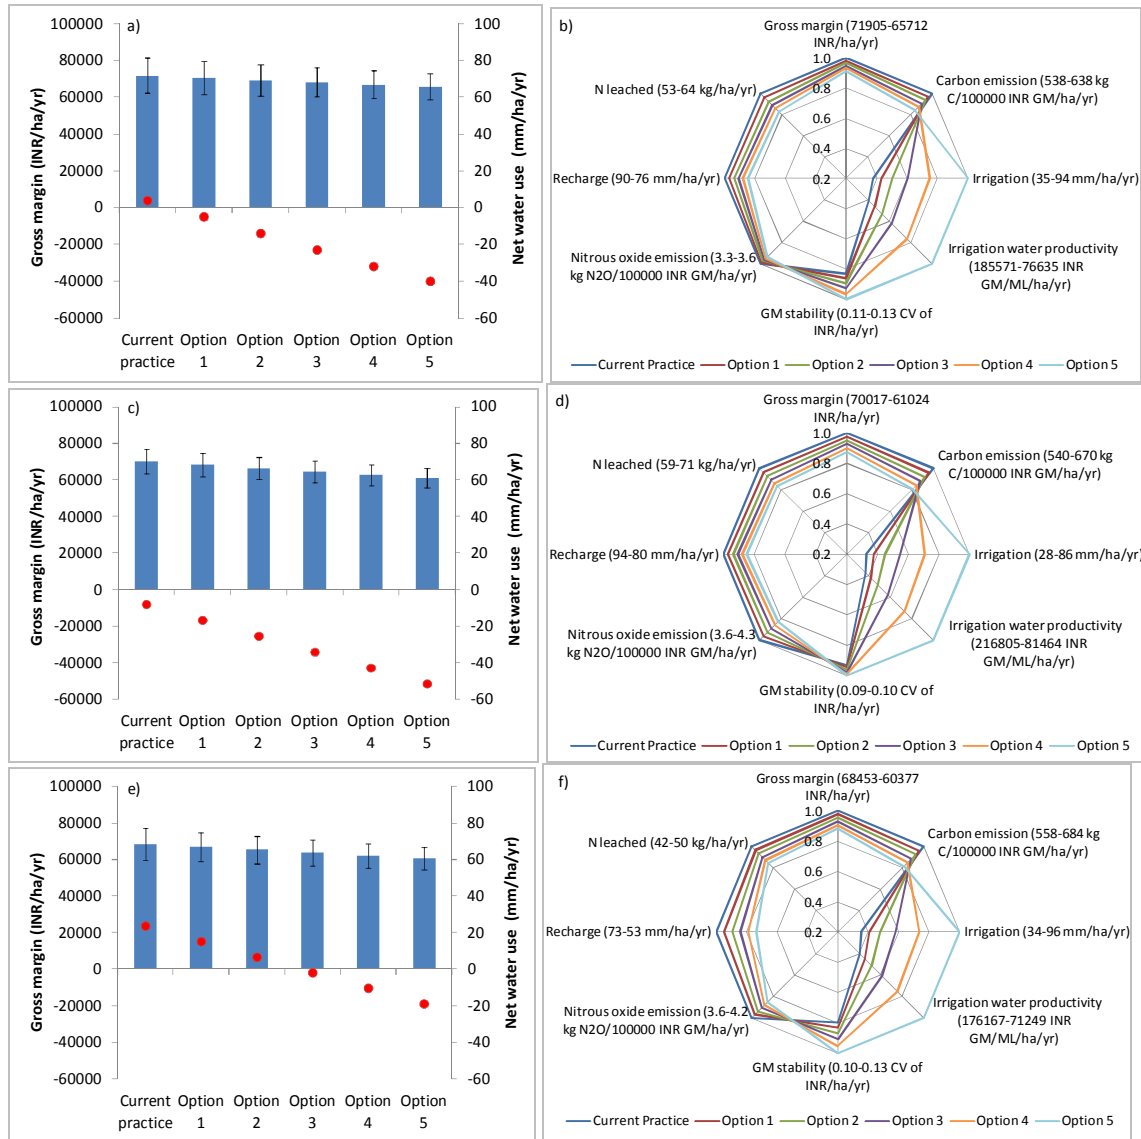 a)
100000
80000
60000
40000
20000
0
-20000
-40000
-60000
Gross margin (INR/ha/yr)
100
80
60
40
20
0
-20
-40
-60
Net water use (mm/ha/yr)
Current practice
Option 1
Option 2
Option 3
Option 4
Option 5
b)
Gross margin (71905-65712
INR/ha/yr)
Carbon emission (538-638 kg
C/100000 INR GM/ha/yr)
Irrigation (35-94 mm/ha/yr)
Irrigation water productivity
(185571-76635 INR
GM/ML/ha/yr)
GM stability (0.11-0.13 CV of
INR/ha/yr)
Nitrous oxide emission (3.3-3.6
kg N2O/100000 INR GM/ha/yr)
Recharge (90-76 mm/ha/yr)
N leached (53-64 kg/ha/yr)
1.0
0.8
0.6
0.4
0.2
Current Practice
Option 1
Option 2
Option 3
Option 4
Option 5
c)
100000
80000
60000
40000
20000
0
-20000
-40000
-60000
Gross margin (INR/ha/yr)
100
80
60
40
20
0
-20
-40
-60
Net water use (mm/ha/yr)
Current practice
Option 1
Option 2
Option 3
Option 4
Option 5
d)
Gross margin (70017-61024
INR/ha/yr)
Carbon emission (540-670 kg
C/100000 INR GM/ha/yr)
Irrigation (28-86 mm/ha/yr)
Irrigation water productivity
(216805-81464 INR
GM/ML/ha/yr)
GM stability (0.09-0.10 CV of
INR/ha/yr)
Nitrous oxide emission (3.6-4.3
kg N2O/100000 INR GM/ha/yr)
Recharge (94-80 mm/ha/yr)
N leached (59-71 kg/ha/yr)
1.0
0.8
0.6
0.4
0.2
Current Practice
Option 1
Option 2
Option 3
Option 4
Option 5
e)
100000
80000
60000
40000
20000
0
-20000
-40000
-60000
Gross margin (INR/ha/yr)
100
80
60
40
20
0
-20
-40
-60
Net water use (mm/ha/yr)
Current practice
Option 1
Option 2
Option 3
Option 4
Option 5
f)
Gross margin (68453-60377
INR/ha/yr)
Carbon emission (558-684 kg
C/100000 INR GM/ha/yr)
Irrigation (34-96 mm/ha/yr)
Irrigation water productivity
(176167-71249 INR
GM/ML/ha/yr)
GM stability (0.10-0.13 CV of
INR/ha/yr)
Nitrous oxide emission (3.6-4.2
kg N2O/100000 INR GM/ha/yr)
Recharge (73-53 mm/ha/yr)
N leached (42-50 kg/ha/yr)
1.0
0.8
0.6
0.4
0.2
Current Practice
Option 1
Option 2
Option 3
Option 4
Option 5